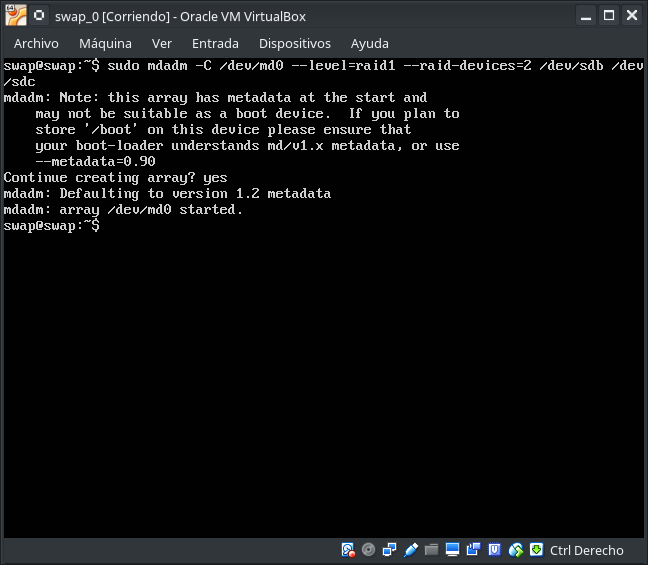 swap_0 [Corriendo] - Oracle VM VirtualBox
Archivo Máquina Ver Entrada Dispositivos Ayuda
swap@swap:~$ sudo mdadm -C /dev/md0 --level=raid1 --raid-devices=2 /dev/sdb /dev
/sdc
mdadm: Note: this array has metadata at the start and
    may not be suitable as a boot device.  If you plan to
    store '/boot' on this device please ensure that
    your boot-loader understands md/v1.x metadata, or use
    --metadata=0.90
Continue creating array? yes
mdadm: Defaulting to version 1.2 metadata
mdadm: array /dev/md0 started.
swap@swap:~$
Ctrl Derecho